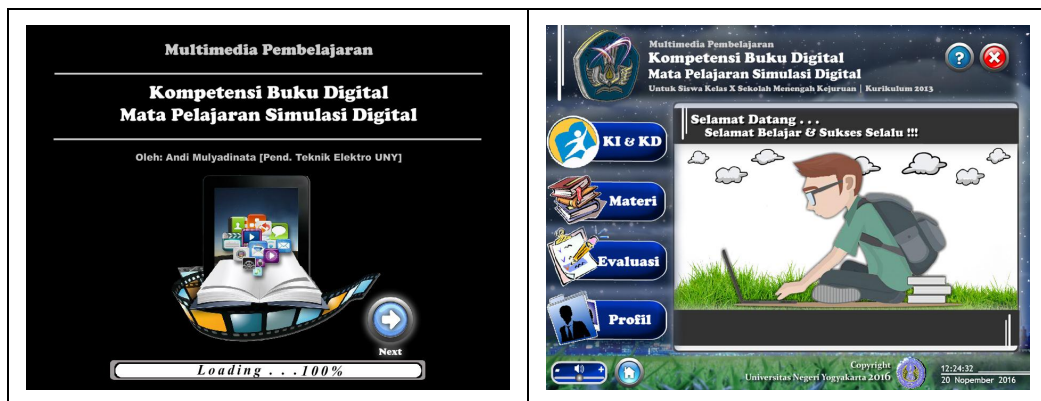 Multimedia Pembelajaran
Kompetensi Buku Digital
Mata Pelajaran Simulasi Digital
Oleh: Andi Mulyadinata [Pend. Teknik Elektro UNY]
Next
Loading . . .100%
Multimedia Pembelajaran
Kompetensi Buku Digital
Mata Pelajaran Simulasi Digital
Untuk Siswa Kelas X Sekolah Menengah Kejuruan | Kurikulum 2013
?
Selamat Datang . . .
Selamat Belajar & Sukses Selalu !!!
KI & KD
Materi
Evaluasi
Profil
- +
Copyright
Universitas Negeri Yogyakarta 2016
12:24:32
20 Nopember 2016